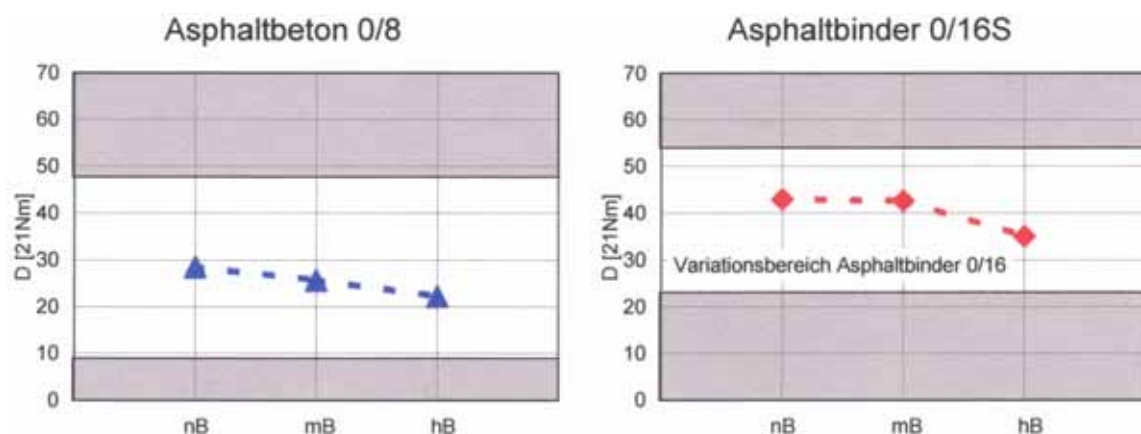 Asphaltbeton 0/8
70
60
50
40
30
20
10
0
D [21Nm]
nB mB hB
Asphaltbinder 0/16S
70
60
50
40
30
20
10
0
D [21Nm]
Variationsbereich Asphaltbinder 0/16
nB mB hB